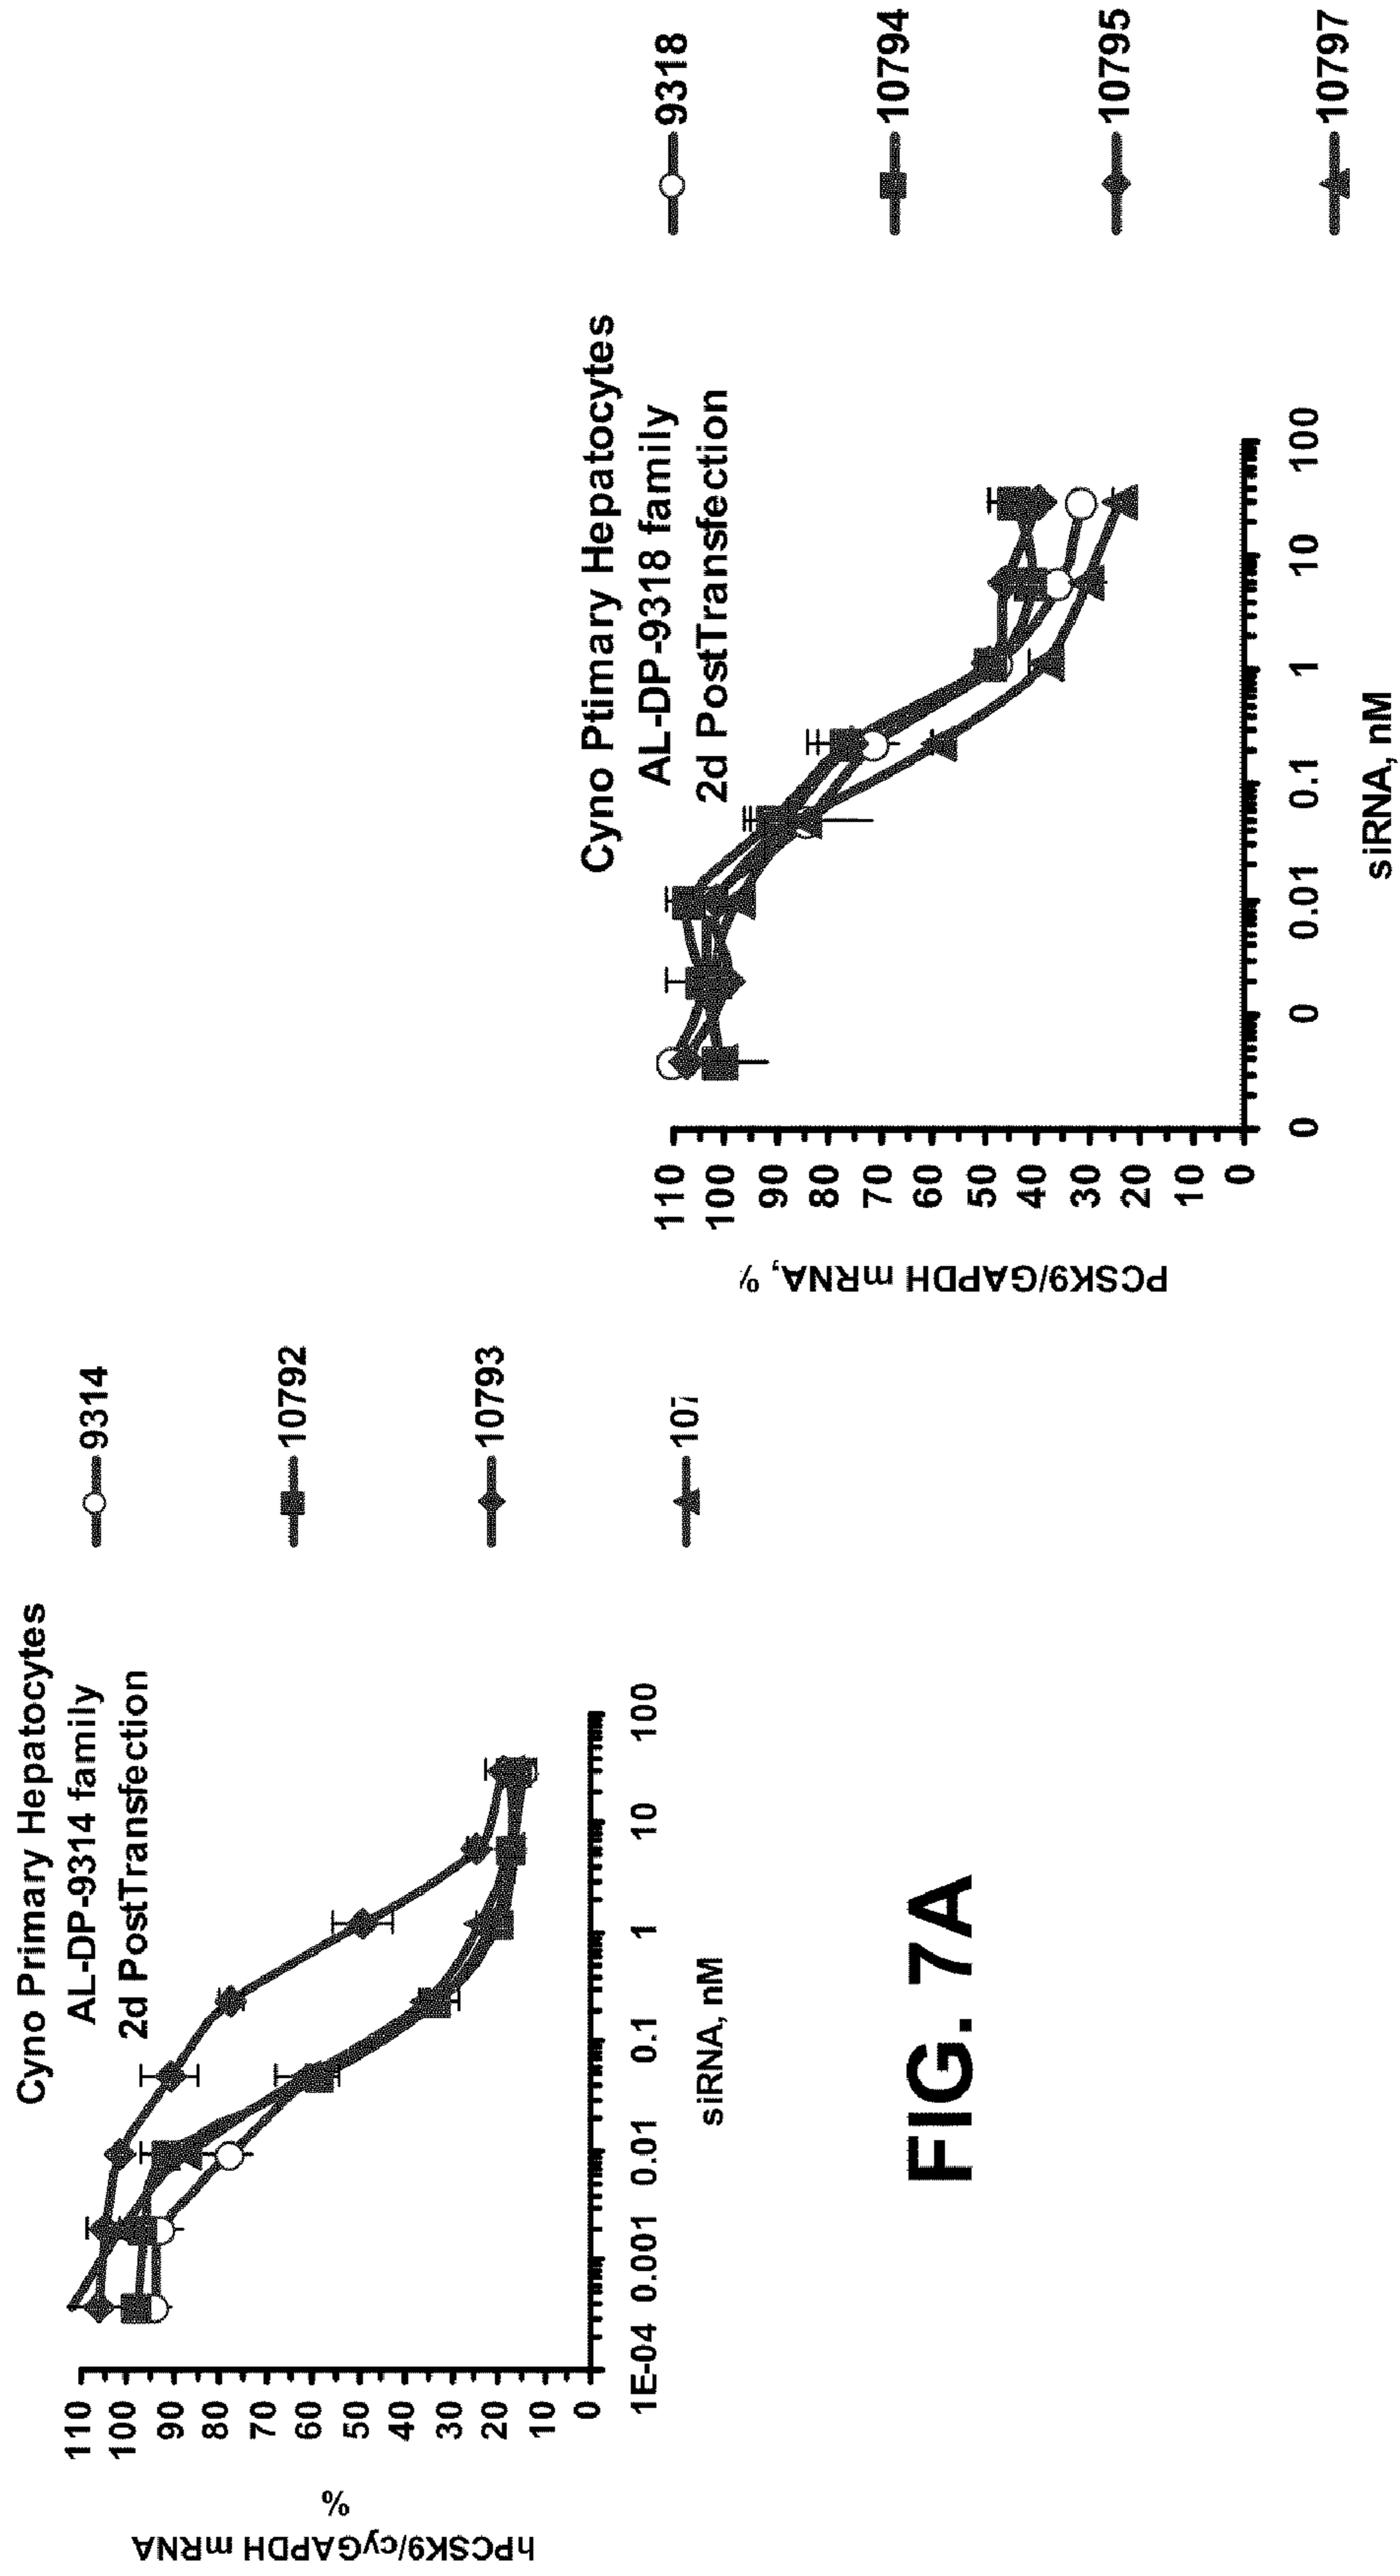 Cyno Primary Hepatocytes
AL-DP-9314 family
2d PostTransfection
hPCSK9/cyGAPDH mRNA
%
110
100
90
80
70
60
50
40
30
20
10
0
1E-04 0.001 0.01 0.1 1 10 100
siRNA, nM
9314
10792
10793
107
FIG. 7A
Cyno Ptimary Hepatocytes
AL-DP-9318 family
2d PostTransfection
PCSK9/GAPDH mRNA, %
110
100
90
80
70
60
50
40
30
20
10
0
0 0 0.01 0.1 1 10 100
siRNA, nM
9318
10794
10795
10797